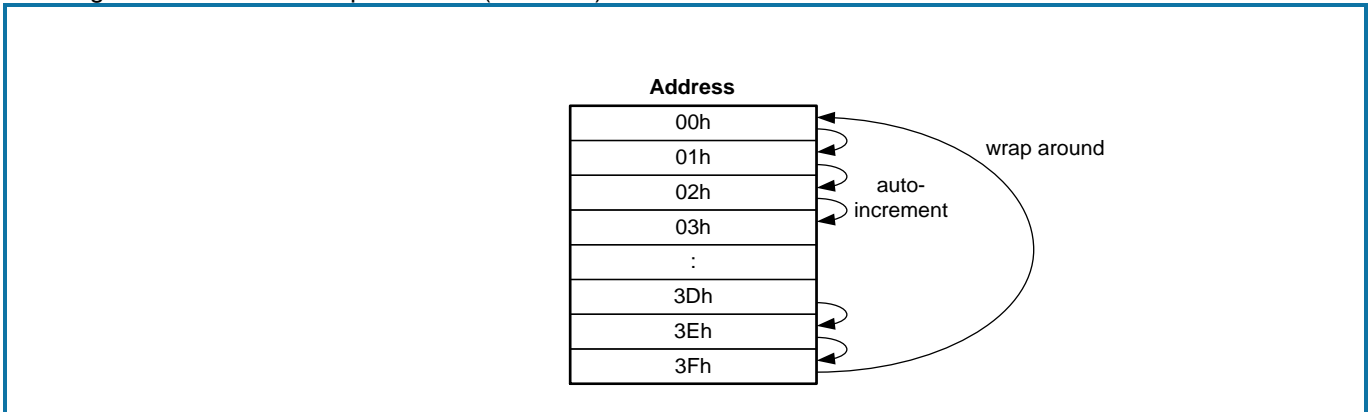 Address
00h
01h
02h
03h
:
3Dh
3Eh
3Fh
auto-
increment
wrap around